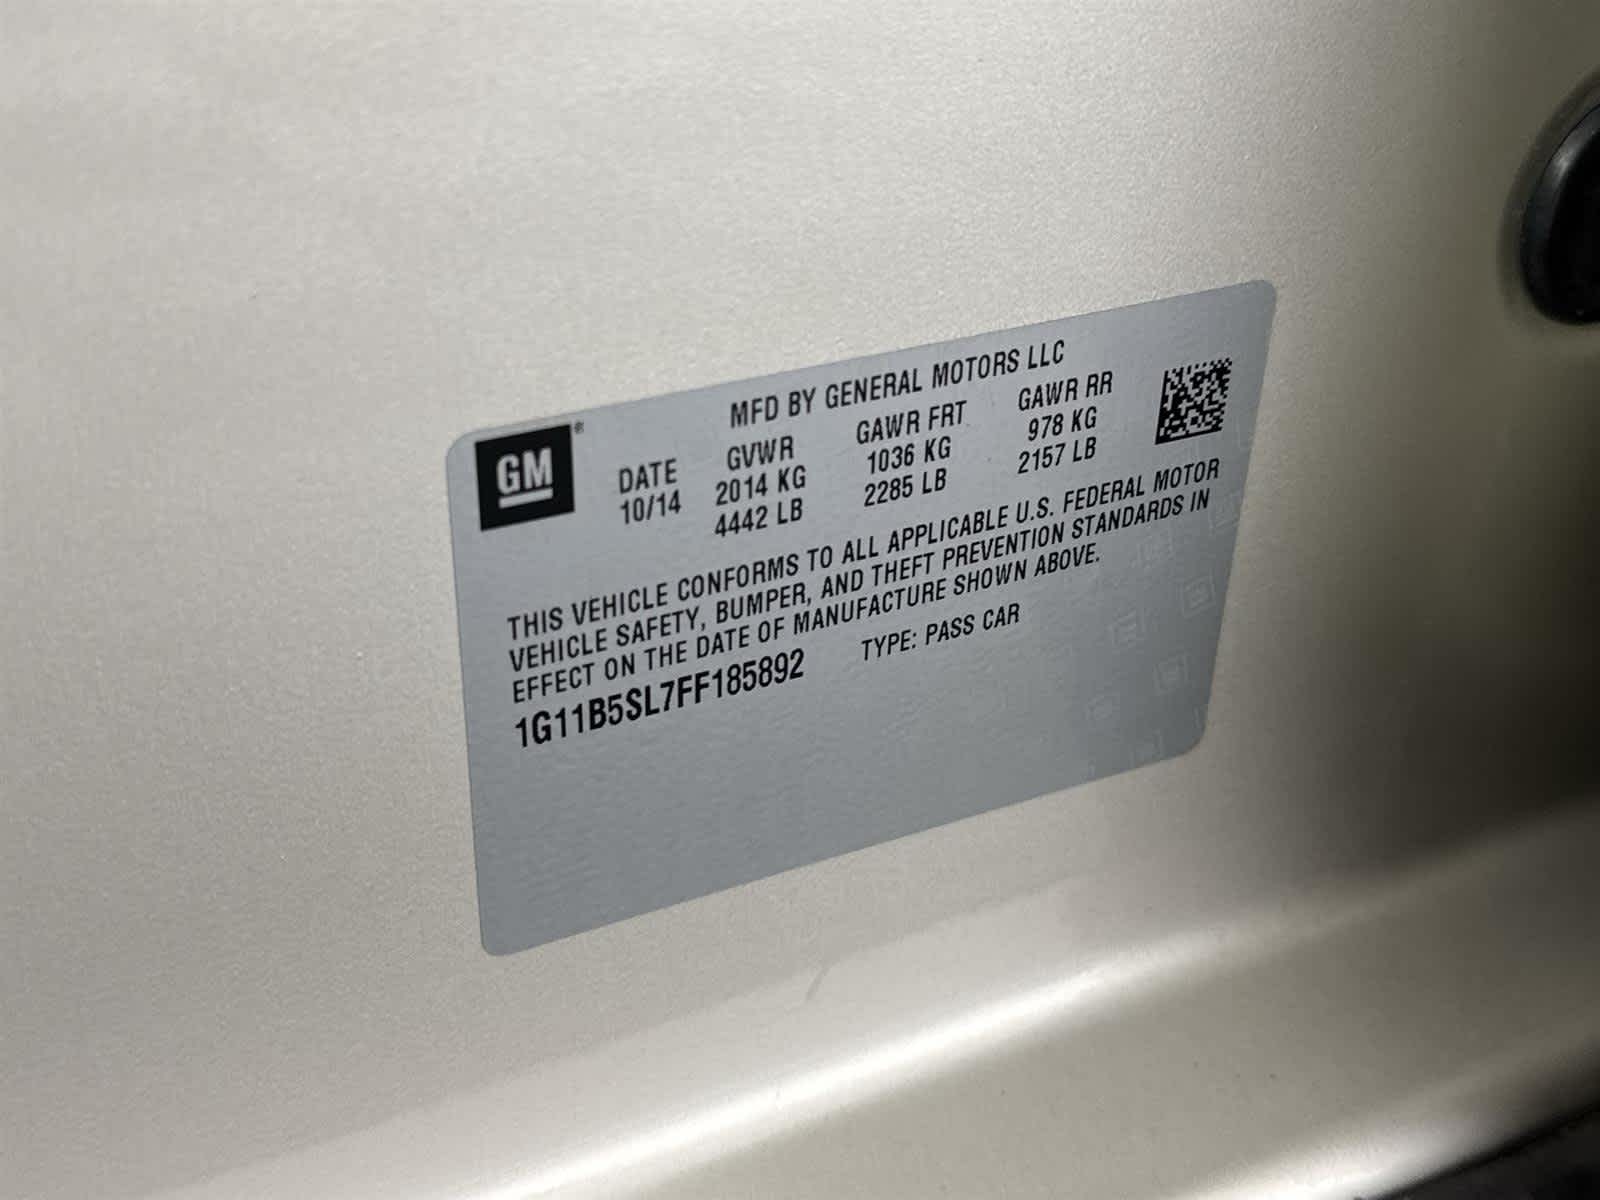 MFD BY GENERAL MOTORS LLC
GM®
DATE GVWR GAWR FRT GAWR RR
10/14 2014 KG 1036 KG 978 KG
4442 LB 2285 LB 2157 LB
THIS VEHICLE CONFORMS TO ALL APPLICABLE U.S. FEDERAL MOTOR
VEHICLE SAFETY, BUMPER, AND THEFT PREVENTION STANDARDS IN
EFFECT ON THE DATE OF MANUFACTURE SHOWN ABOVE.
1G11B5SL7FF185892 TYPE: PASS CAR